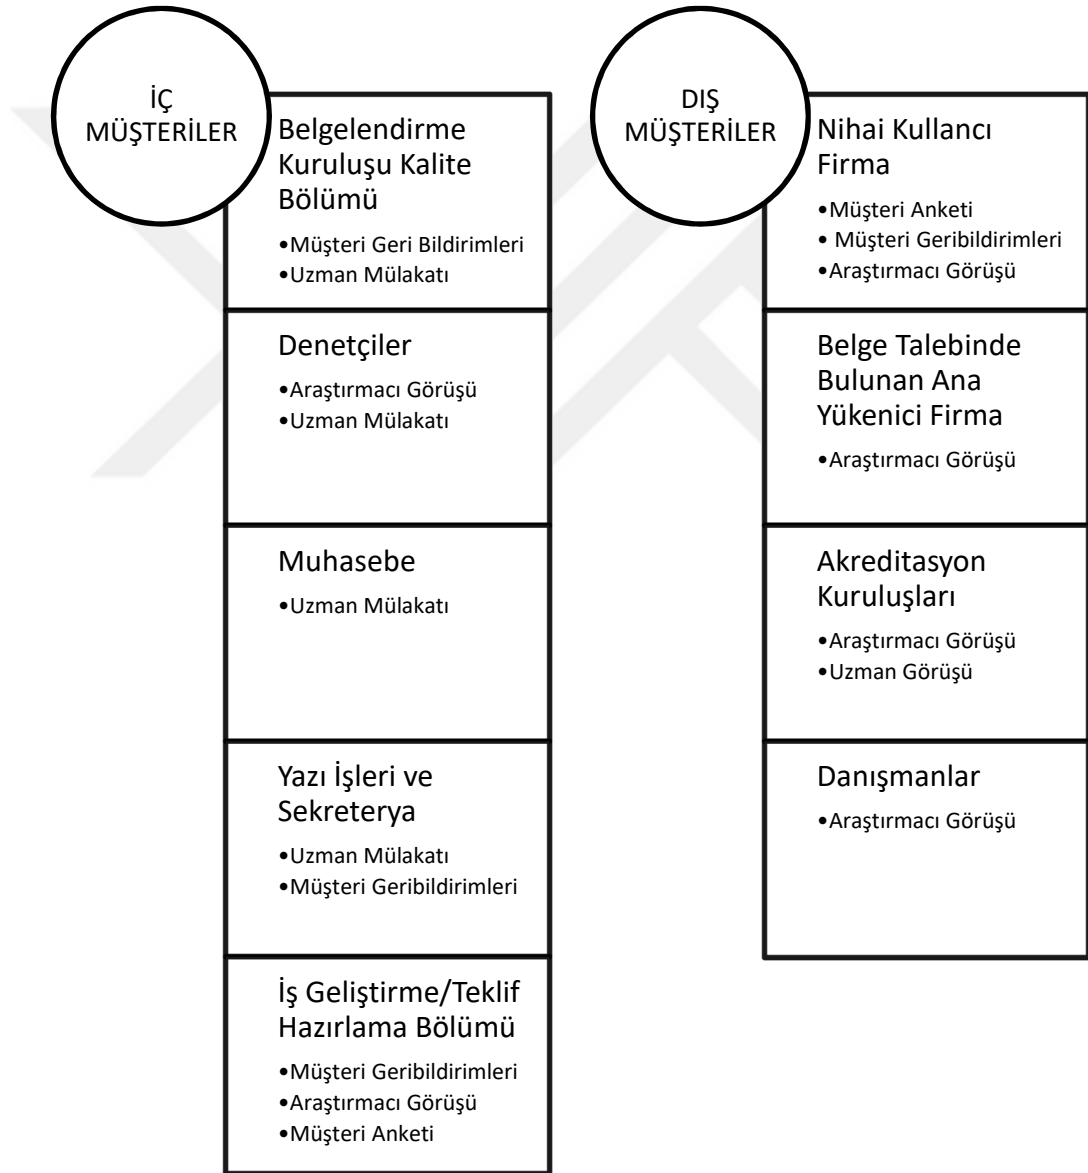 İÇ
MÜŞTERİLER
Belgelendirme
Kuruluşu Kalite
Bölümü
•Müşteri Geri Bildirimleri
•Uzman Mülakatı
Denetçiler
•Araştırmacı Görüşü
•Uzman Mülakatı
Muhasebe
•Uzman Mülakatı
Yazı İşleri ve
Sekreterya
•Uzman Mülakatı
•Müşteri Geribildirimleri
İş Geliştirme/Teklif
Hazırlama Bölümü
•Müşteri Geribildirimleri
•Araştırmacı Görüşü
•Müşteri Anketi
DIŞ
MÜŞTERİLER
Nihai Kullancı
Firma
•Müşteri Anketi
• Müşteri Geribildirimleri
•Araştırmacı Görüşü
Belge Talebinde
Bulunan Ana
Yükenici Firma
•Araştırmacı Görüşü
Akreditasyon
Kuruluşları
•Araştırmacı Görüşü
•Uzman Görüşü
Danışmanlar
•Araştırmacı Görüşü